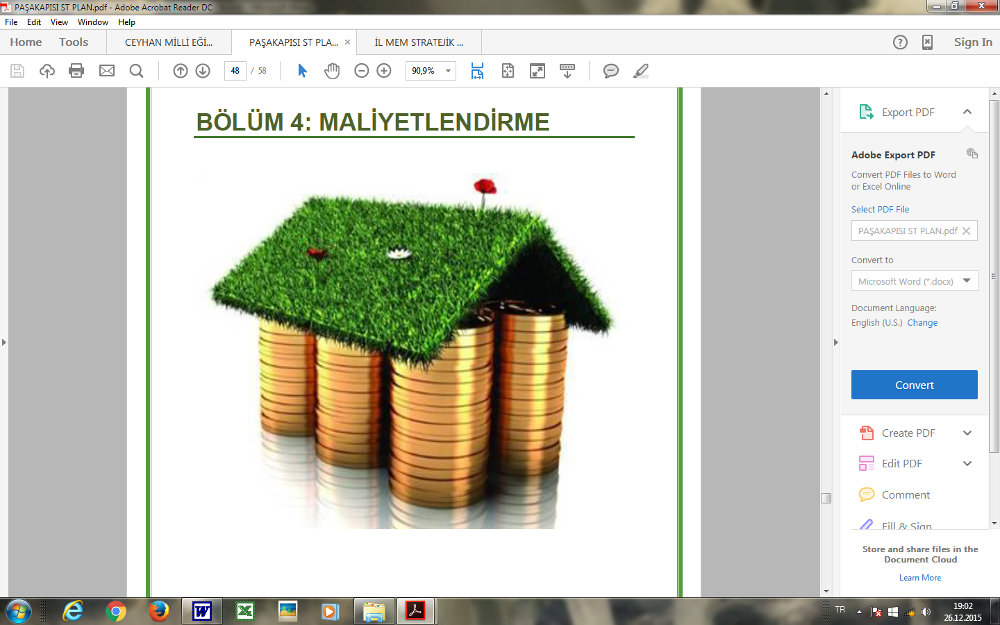 PAŞAKAPISI ST PLAN.pdf - Adobe Acrobat Reader DC
File Edit View Window Help
Home Tools CEYHAN MİLLİ EĞİ... PAŞAKAPISI ST PLA... × İL MEM STRATEJİK ... Sign In
48 / 58 90,9%
BÖLÜM 4: MALİYETLENDİRME
Export PDF
Adobe Export PDF
Convert PDF Files to Word
or Excel Online
Select PDF File
PAŞAKAPISI ST PLAN.pdf
Convert to
Microsoft Word (*.docx)
Document Language:
English (U.S.) Change
Convert
Create PDF
Edit PDF
Comment
Fill & Sign
Store and share files in the
Document Cloud
Learn More
TR
19:02
26.12.2015